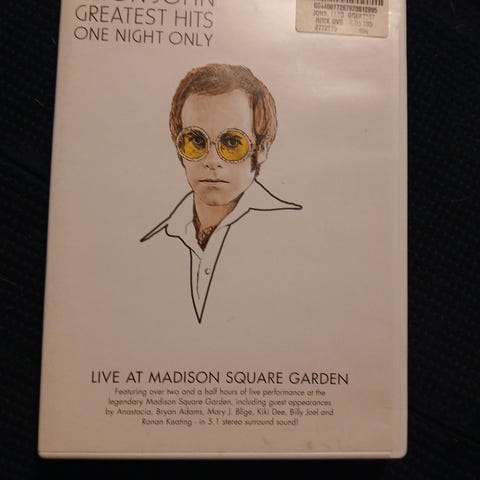 JOHN
GREATEST HITS
ONE NIGHT ONLY
LIVE AT MADISON SQUARE GARDEN
Featuring over two and a half hours of live performance at the
legendary Madison Square Garden, including guest appearances
by Anastacia, Bryan Adams, Mary J. Blige, Kiki Dee, Billy Joel and
Ronan Keating - in 5.1 stereo surround sound!